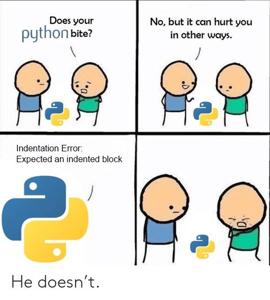 Does your
python bite?
No, but it can hurt you
in other ways.
Indentation Error:
Expected an indented block
He doesn't.